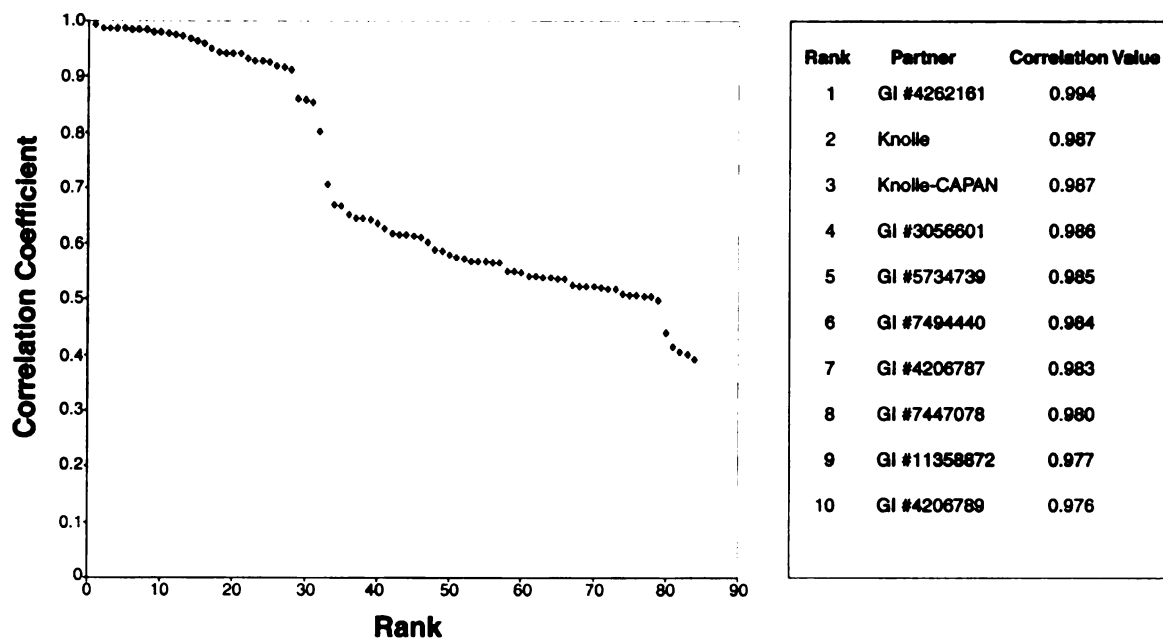 1.0
0.9
0.8
0.7
0.6
0.5
0.4
0.3
0.2
0.1
0
Correlation Coefficient
0 10 20 30 40 50 60 70 80 90
Rank
Rank Partner Correlation Value
1 GI #4262161 0.994
2 Knolle 0.987
3 Knolle-CAPAN 0.987
4 GI #3056601 0.986
5 GI #5734739 0.985
6 GI #7494440 0.984
7 GI #4206787 0.983
8 GI #7447078 0.980
9 GI #11358872 0.977
10 GI #4206789 0.976